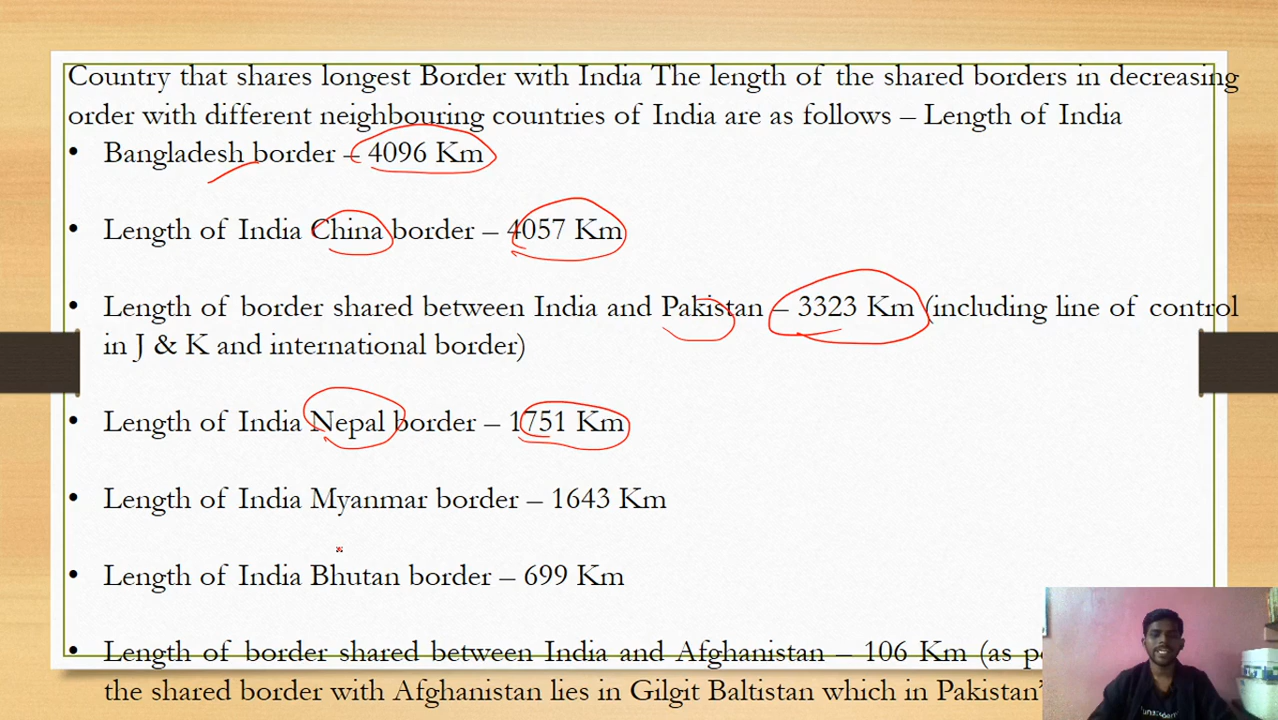 Country that shares longest Border with India The length of the shared borders in decreasing
order with different neighbouring countries of India are as follows – Length of India
• Bangladesh border – 4096 Km
• Length of India China border – 4057 Km
• Length of border shared between India and Pakistan – 3323 Km (including line of control
in J & K and international border)
• Length of India Nepal border – 1751 Km
• Length of India Myanmar border – 1643 Km
• Length of India Bhutan border – 699 Km
• Length of border shared between India and Afghanistan – 106 Km (as
the shared border with Afghanistan lies in Gilgit Baltistan which in Pakistan'